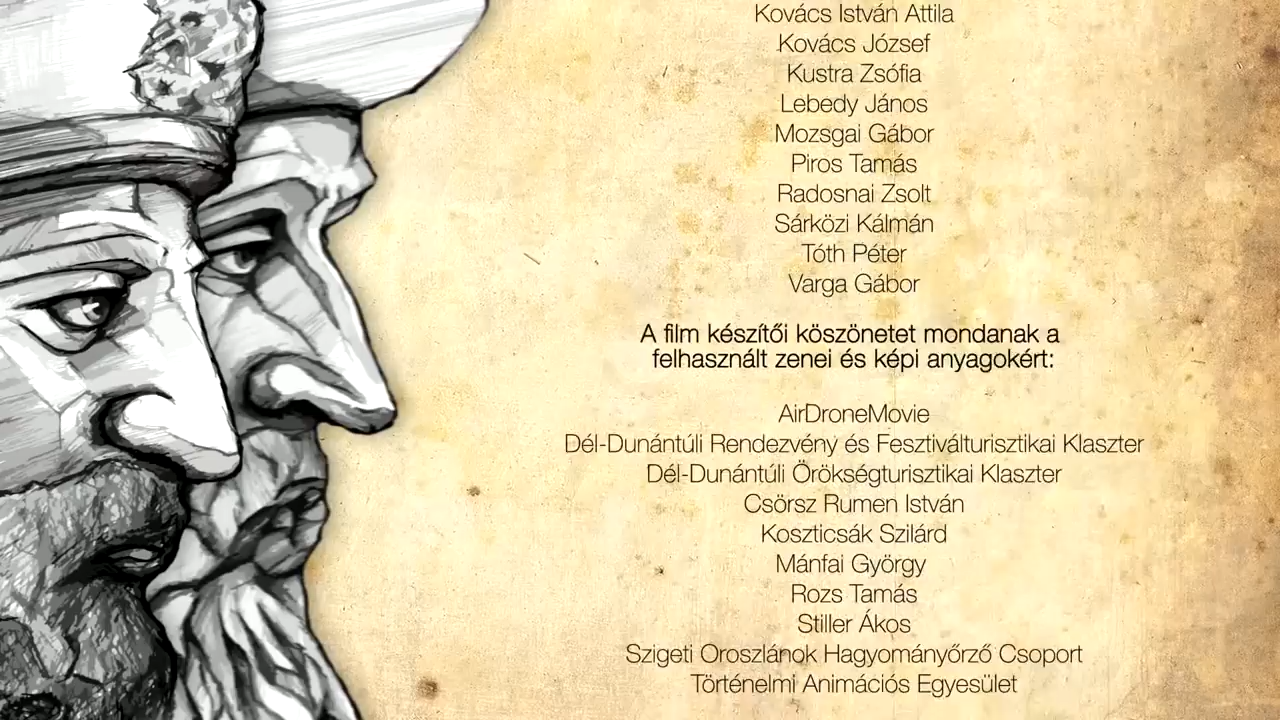 Kovács István Attila
Kovács József
Kustra Zsófia
Lebedy János
Mozsgai Gábor
Piros Tamás
Radosnai Zsolt
Sárközi Kálmán
Tóth Péter
Varga Gábor
A film készítői köszönetet mondanak a
felhasznált zenei és képi anyagokért:
AirDroneMovie
Dél-Dunántúli Rendezvény és Fesztiválturisztikai Klaszter
Dél-Dunántúli Örökségturisztikai Klaszter
Csörsz Rumen István
Koszticsák Szilárd
Mánfai György
Rozs Tamás
Stiller Ákos
Szigeti Oroszlánok Hagyományőrző Csoport
Történelmi Animációs Egyesület